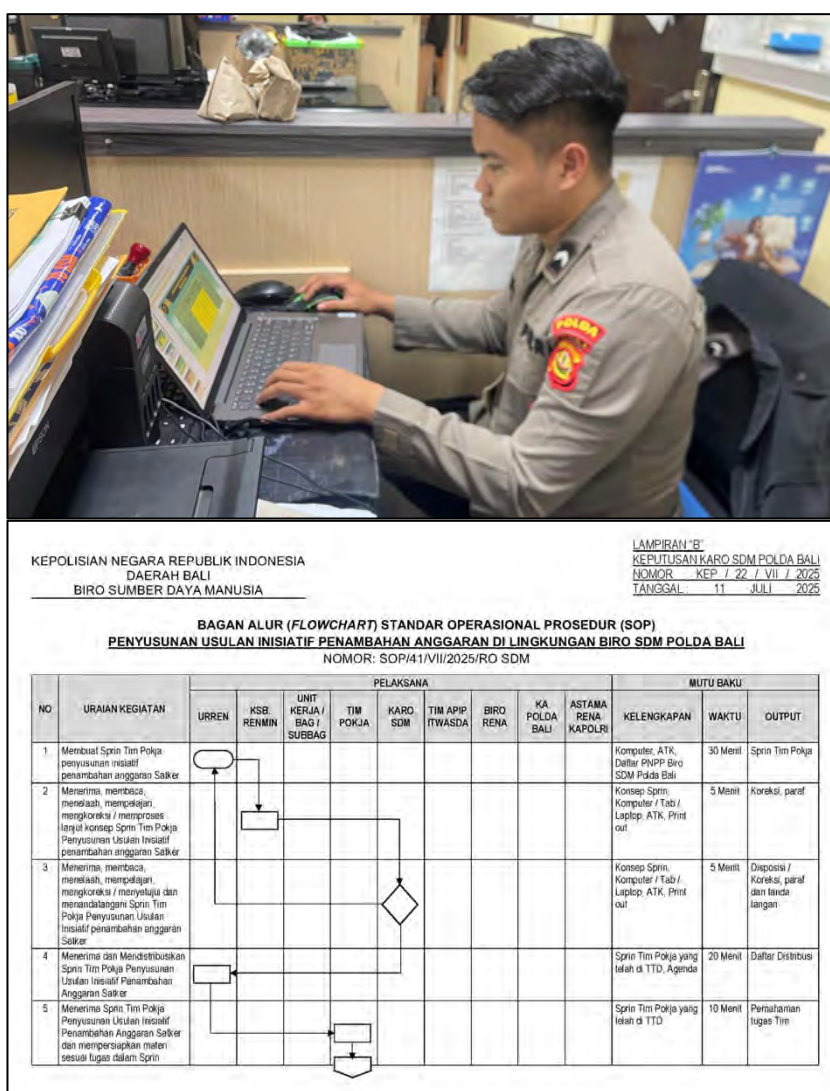 POLDA
EPSON
KEPOLISIAN NEGARA REPUBLIK INDONESIA
DAERAH BALI
BIRO SUMBER DAYA MANUSIA
LAMPIRAN "B"
KEPUTUSAN KARO SDM POLDA BALI
NOMOR KEP / 22 / VII / 2025
TANGGAL : 11 JULI 2025
BAGAN ALUR (FLOWCHART) STANDAR OPERASIONAL PROSEDUR (SOP)
PENYUSUNAN USULAN INISIATIF PENAMBAHAN ANGGARAN DI LINGKUNGAN BIRO SDM POLDA BALI
NOMOR: SOP/41/VII/2025/RO SDM
NO
URAIAN KEGIATAN
PELAKSANA
MUTU BAKU
URREN
KSB.
RENMIN
UNIT
KERJA /
BAG /
SUBBAG
TIM
POKJA
KARO
SDM
TIM APIP
ITWASDA
BIRO
RENA
KA
POLDA
BALI
ASTAMA
RENA
KAPOLRI
KELENGKAPAN
WAKTU
OUTPUT
1
Membuat Sprin Tim Pokja
penyusunan inisiatif
penambahan anggaran Satker
Komputer, ATK,
Daftar PNPP Biro
SDM Polda Bali
30 Menit
Sprin Tim Pokja
2
Menerima, membaca,
menelaah, mempelajari,
mengkoreksi / memproses
lanjut konsep Sprin Tim Pokja
Penyusunan Usulan Inisiatif
penambahan anggaran Satker
Konsep Sprin,
Komputer / Tab /
Laptop, ATK, Print
out
5 Menit
Koreksi, paraf
3
Menerima, membaca,
menelaah, mempelajari,
mengkoreksi / menyetujui dan
menandatangani Sprin Tim
Pokja Penyusunan Usulan
Inisiatif penambahan anggaran
Satker
Konsep Sprin,
Komputer / Tab /
Laptop, ATK, Print
out
5 Menit
Disposisi /
Koreksi, paraf
dan tanda
tangan
4
Menerima dan Mendistribusikan
Sprin Tim Pokja Penyusunan
Usulan Inisiatif Penambahan
Anggaran Satker
Sprin Tim Pokja yang
telah di TTD, Agenda
20 Menit
Daftar Distribusi
5
Menerima Sprin Tim Pokja
Penyusunan Usulan Inisiatif
Penambahan Anggaran Satker
dan mempersiapkan materi
sesuai tugas dalam Sprin
Sprin Tim Pokja yang
telah di TTD
10 Menit
Pemahaman
tugas Tim